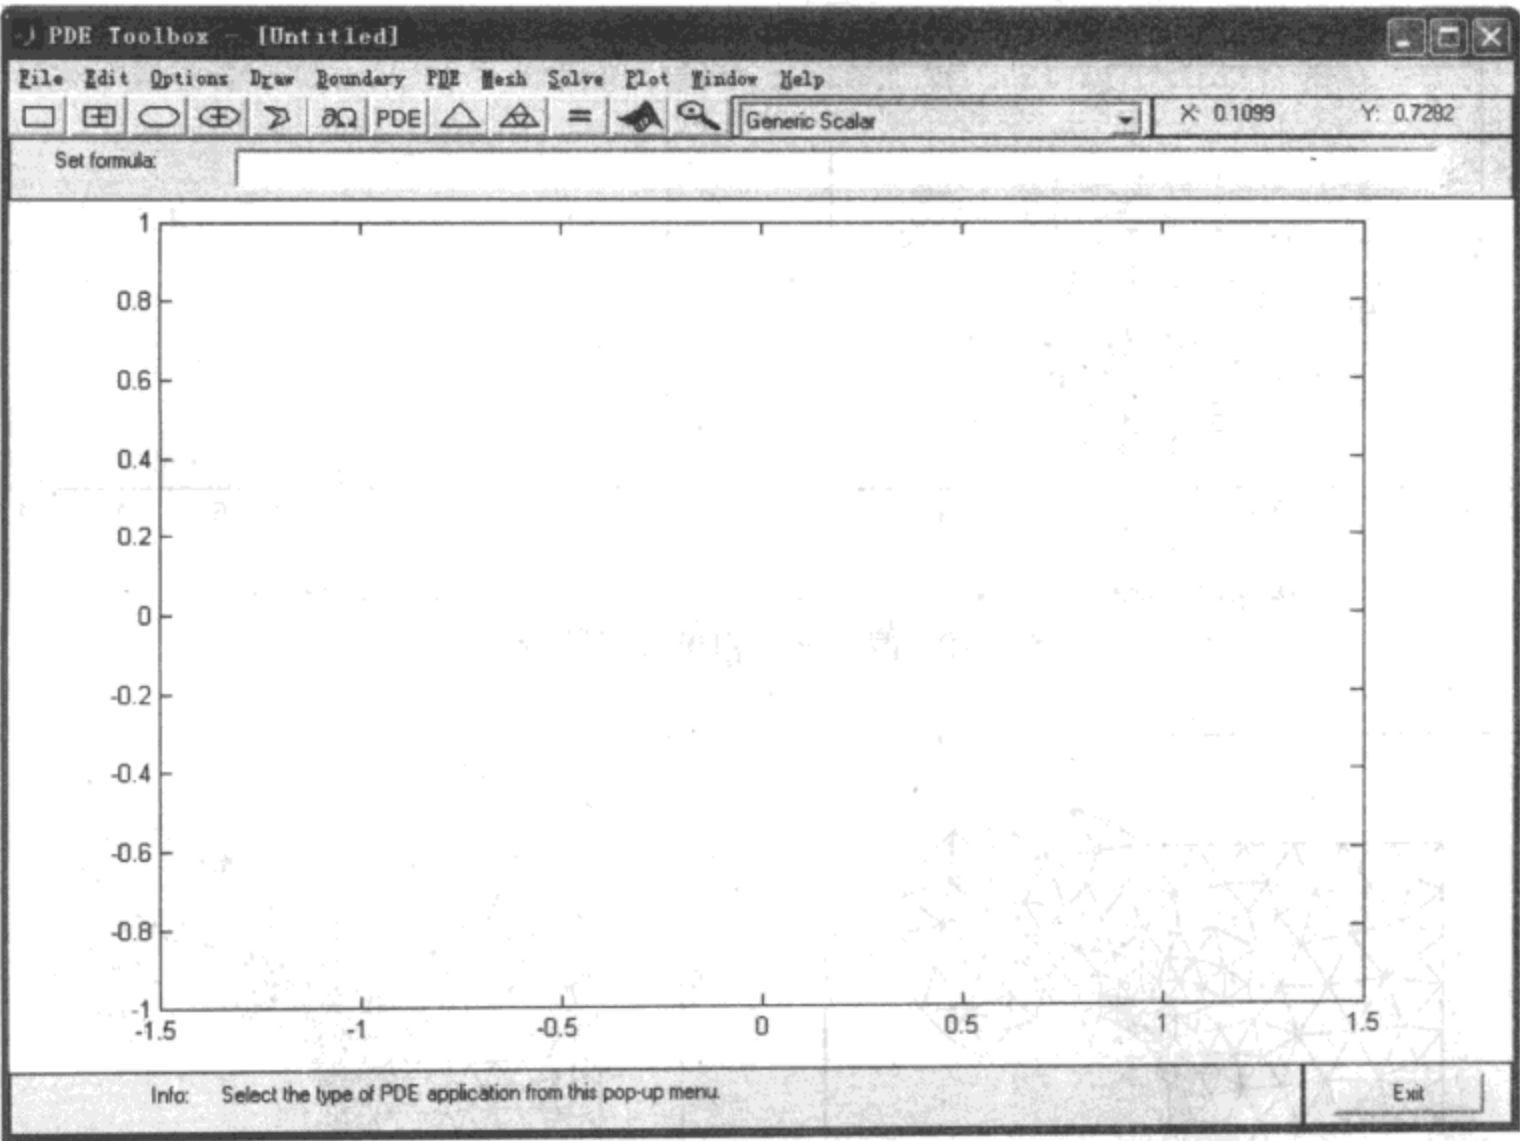 PDE Toolbox - [Untitled]
File Edit Options Draw Boundary PDE Mesh Solve Plot Window Help
∂Ω PDE = Generic Scalar X: 0.1099 Y: 0.7282
Set formula:
1
0.8
0.6
0.4
0.2
0
-0.2
-0.4
-0.6
-0.8
-1
-1.5 -1 -0.5 0 0.5 1 1.5
Info: Select the type of PDE application from this pop-up menu. Exit